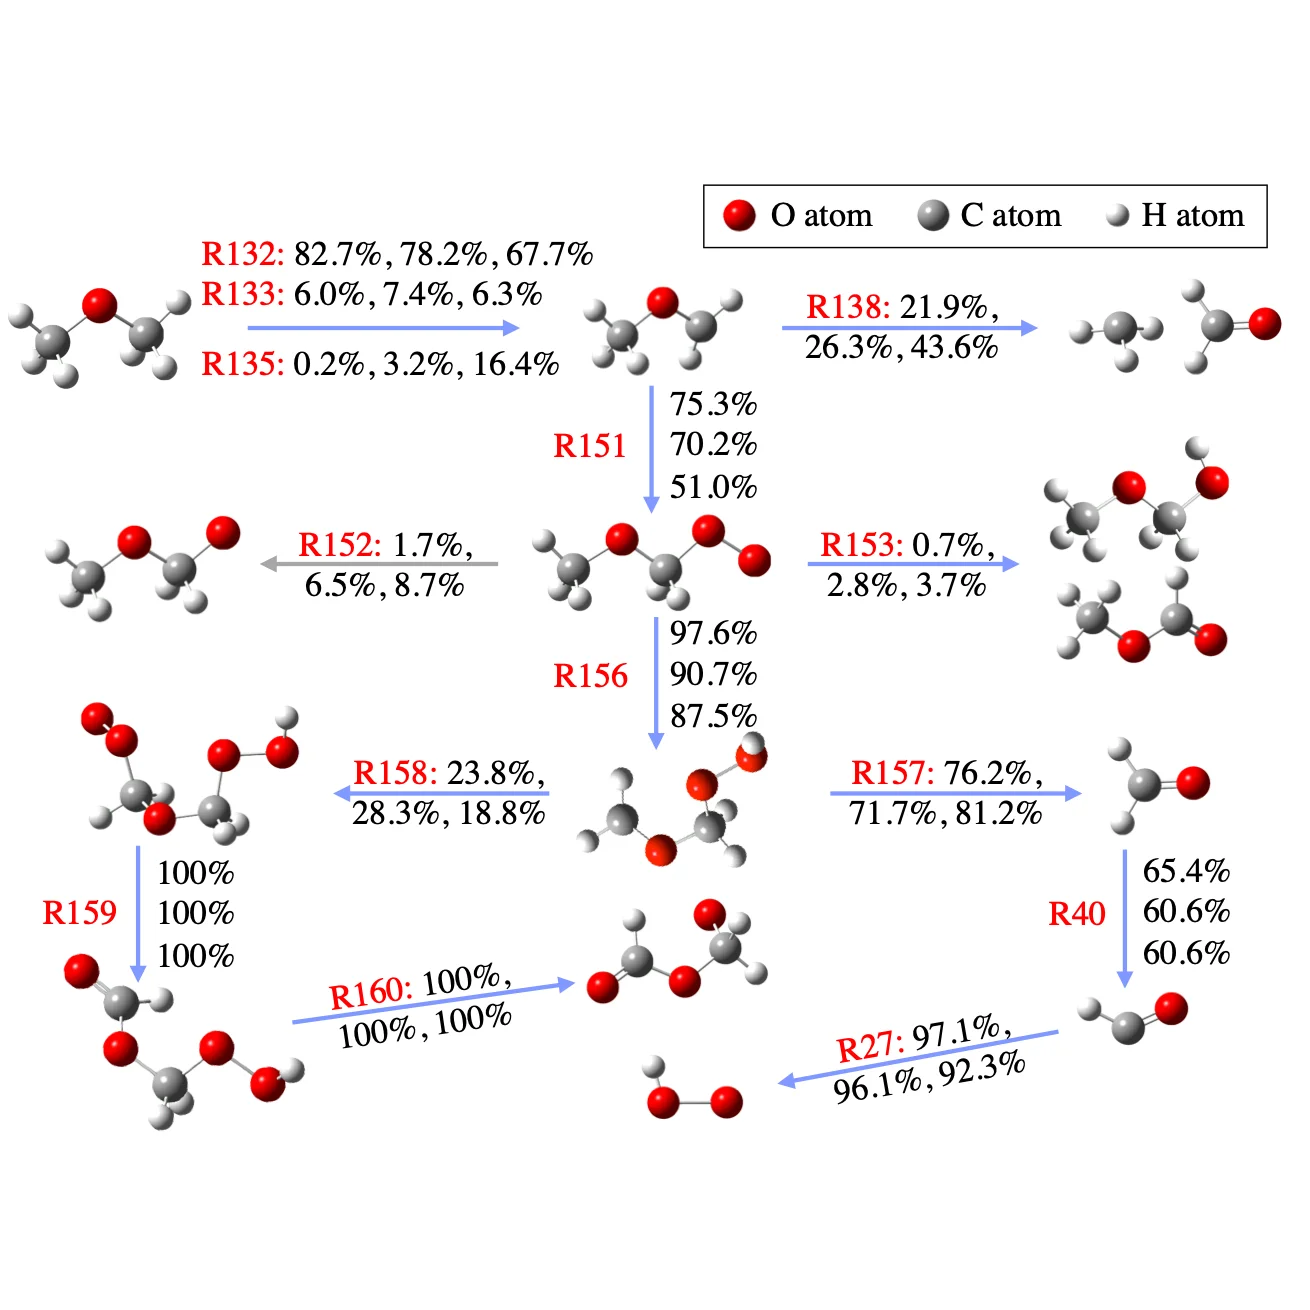 O atom
C atom
H atom
R132: 82.7%, 78.2%, 67.7%
R133: 6.0%, 7.4%, 6.3%
R135: 0.2%, 3.2%, 16.4%
R138: 21.9%,
26.3%, 43.6%
R151
75.3%
70.2%
51.0%
R152: 1.7%,
6.5%, 8.7%
R153: 0.7%,
2.8%, 3.7%
R156
97.6%
90.7%
87.5%
R158: 23.8%,
28.3%, 18.8%
R157: 76.2%,
71.7%, 81.2%
R159
100%
100%
100%
R40
65.4%
60.6%
60.6%
R160: 100%,
100%, 100%
R27: 97.1%,
96.1%, 92.3%